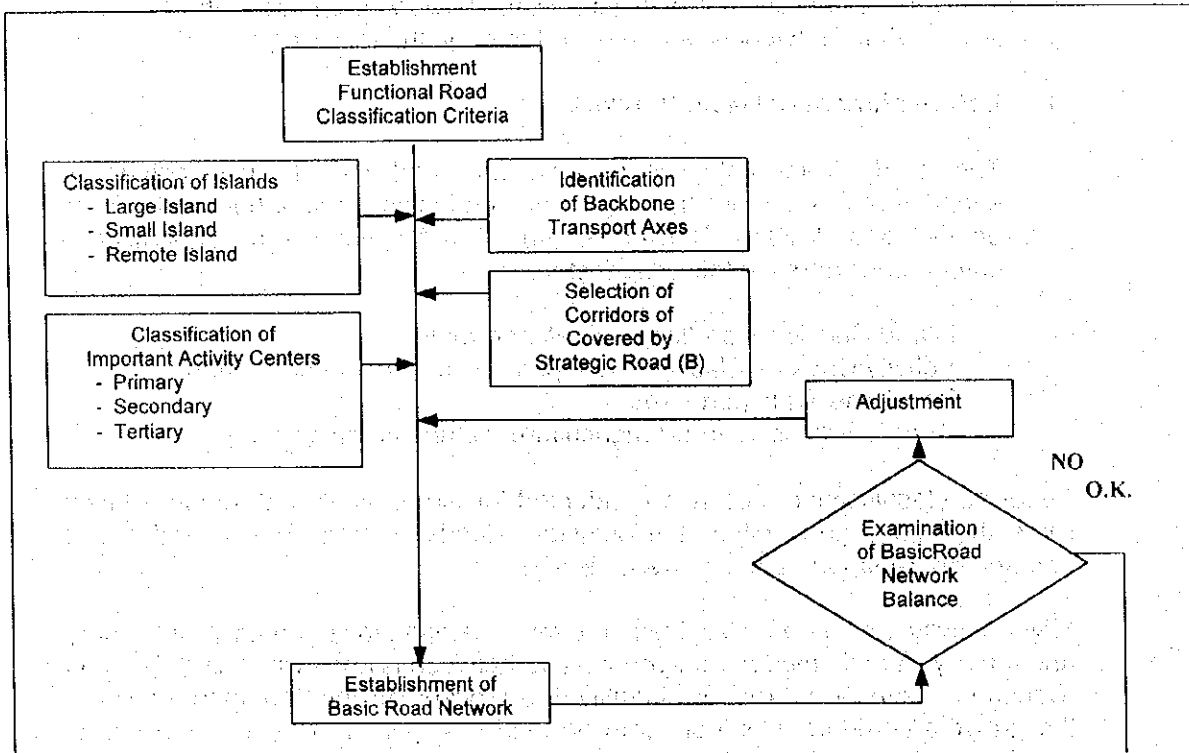 Establishment
Functional Road
Classification Criteria
Classification of Islands
- Large Island
- Small Island
- Remote Island
Identification
of Backbone
Transport Axes
Selection of
Corridors of
Covered by
Strategic Road (B)
Classification of
Important Activity Centers
- Primary
- Secondary
- Tertiary
Adjustment
NO
O.K.
Examination
of BasicRoad
Network
Balance
Establishment of
Basic Road Network